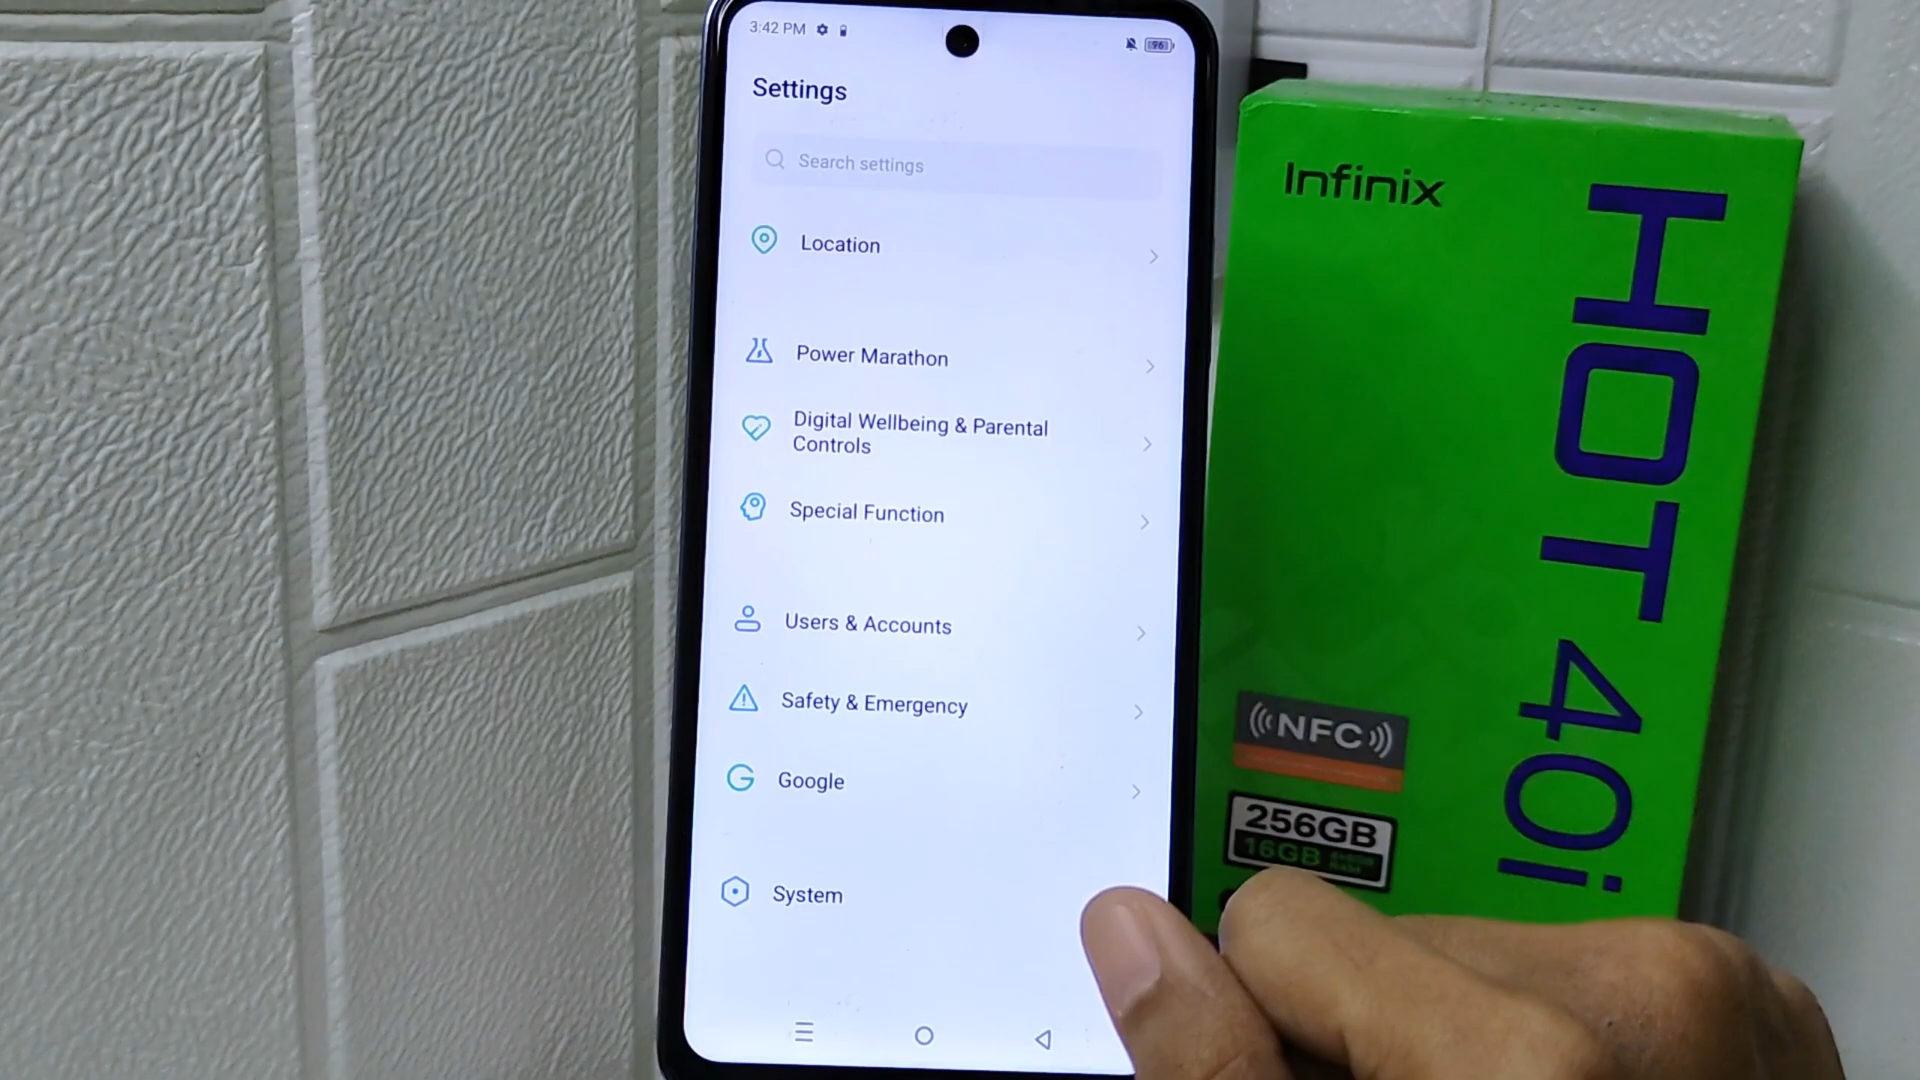 3:42 PM
96
Settings
Search settings
Location
Power Marathon
Digital Wellbeing & Parental
Controls
Special Function
Users & Accounts
Safety & Emergency
Google
System
Infinix
HOT 40i
NFC
256GB
16GB